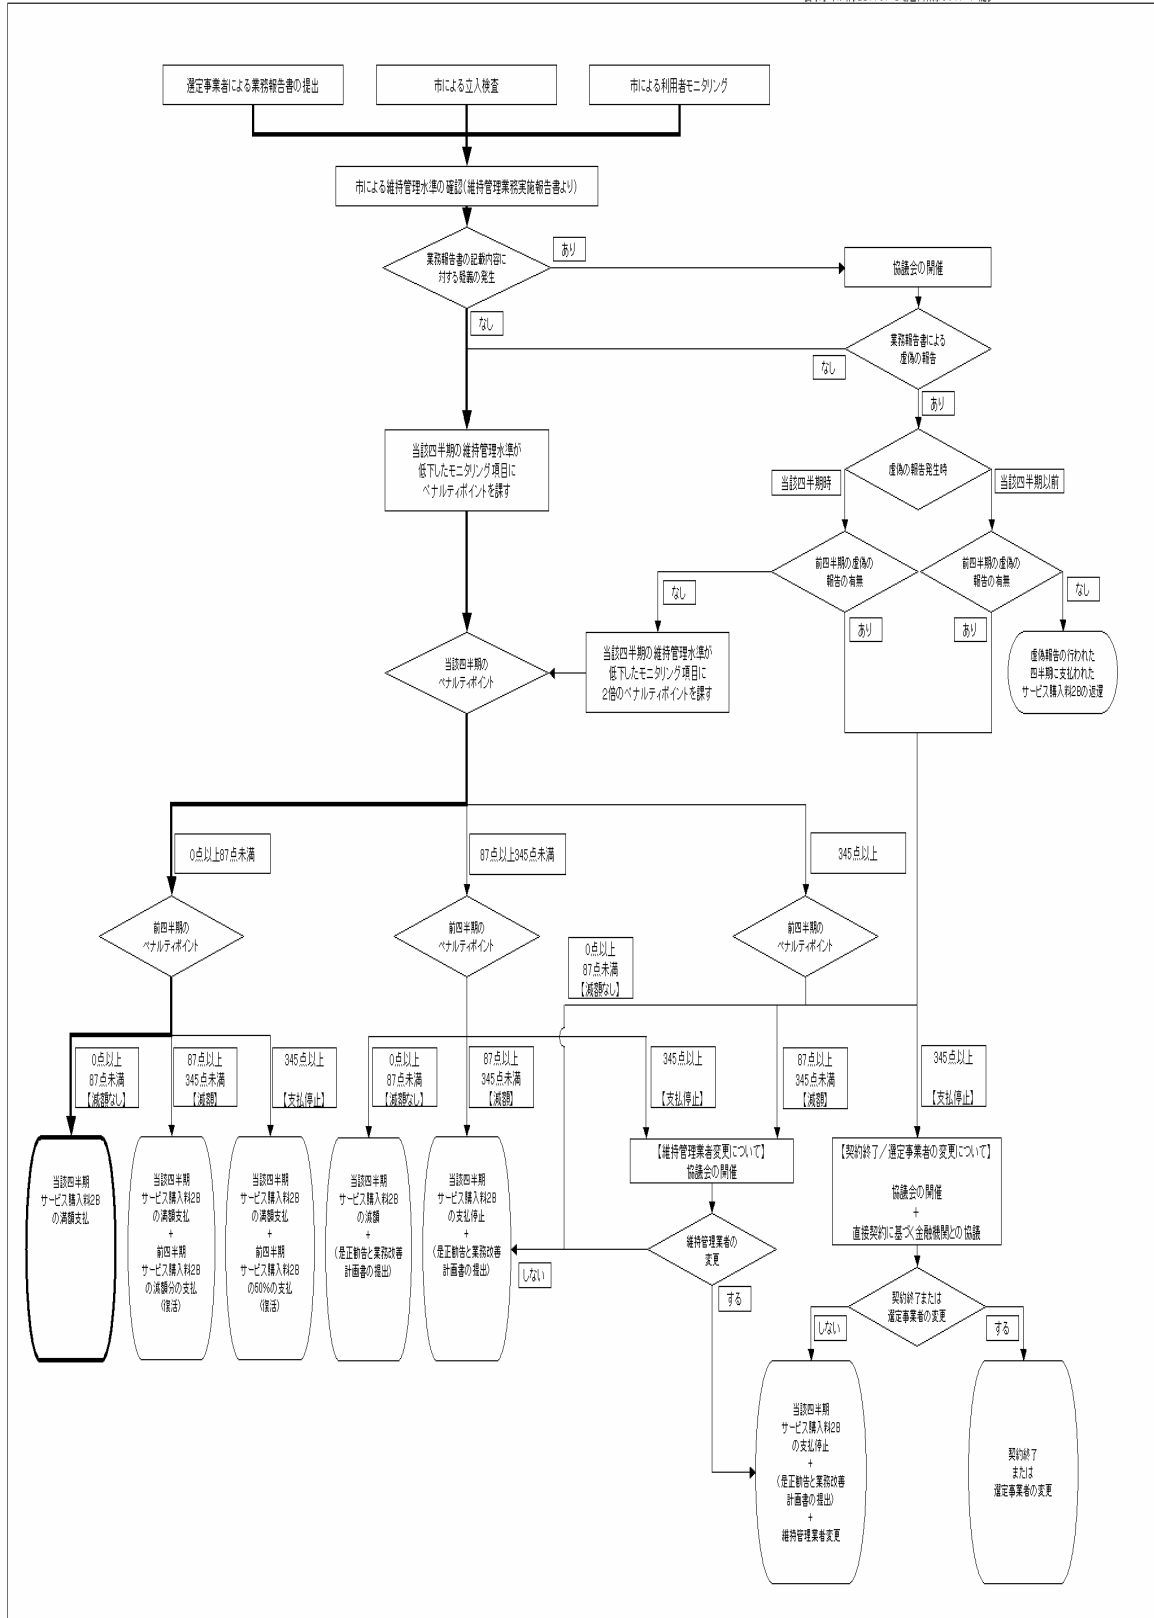 選定事業者による業務報告書の提出
市による立入検査
市による利用者モニタリング
市による維持管理水準の確認(維持管理業務実施報告書より)
業務報告書の記載内容に
対する疑義の発生
あり
協議会の開催
なし
業務報告書による
虚偽の報告
なし
あり
当該四半期の維持管理水準が
低下したモニタリング項目に
ペナルティポイントを課す
虚偽の報告発生時
当該四半期時
当該四半期以前
前四半期の虚偽の
報告の有無
前四半期の虚偽の
報告の有無
なし
なし
あり
あり
当該四半期の
ペナルティポイント
当該四半期の維持管理水準が
低下したモニタリング項目に
2倍のペナルティポイントを課す
虚偽報告の行われた
四半期に支払われた
サービス購入料2Bの返還
0点以上87点未満
87点以上345点未満
345点以上
前四半期の
ペナルティポイント
前四半期の
ペナルティポイント
前四半期の
ペナルティポイント
0点以上
87点未満
【減額なし】
0点以上
87点未満
【減額なし】
87点以上
345点未満
【減額】
345点以上
【支払停止】
0点以上
87点未満
【減額なし】
87点以上
345点未満
【減額】
345点以上
【支払停止】
87点以上
345点未満
【減額】
345点以上
【支払停止】
当該四半期
サービス購入料2B
の満額支払
当該四半期
サービス購入料2B
の満額支払
+
前四半期
サービス購入料2B
の減額分の支払
(復活)
当該四半期
サービス購入料2B
の満額支払
+
前四半期
サービス購入料2B
の50%の支払
(復活)
当該四半期
サービス購入料2B
の減額
+
(是正勧告と業務改善
計画書の提出)
当該四半期
サービス購入料2B
の支払停止
+
(是正勧告と業務改善
計画書の提出)
【維持管理業者変更について】
協議会の開催
【契約終了/選定事業者の変更について】
協議会の開催
+
直接契約に基づく金融機関との協議
維持管理業者の
変更
しない
する
契約終了または
選定事業者の変更
しない
する
当該四半期
サービス購入料2B
の支払停止
+
(是正勧告と業務改善
計画書の提出)
+
維持管理業者変更
契約終了
または
選定事業者の変更